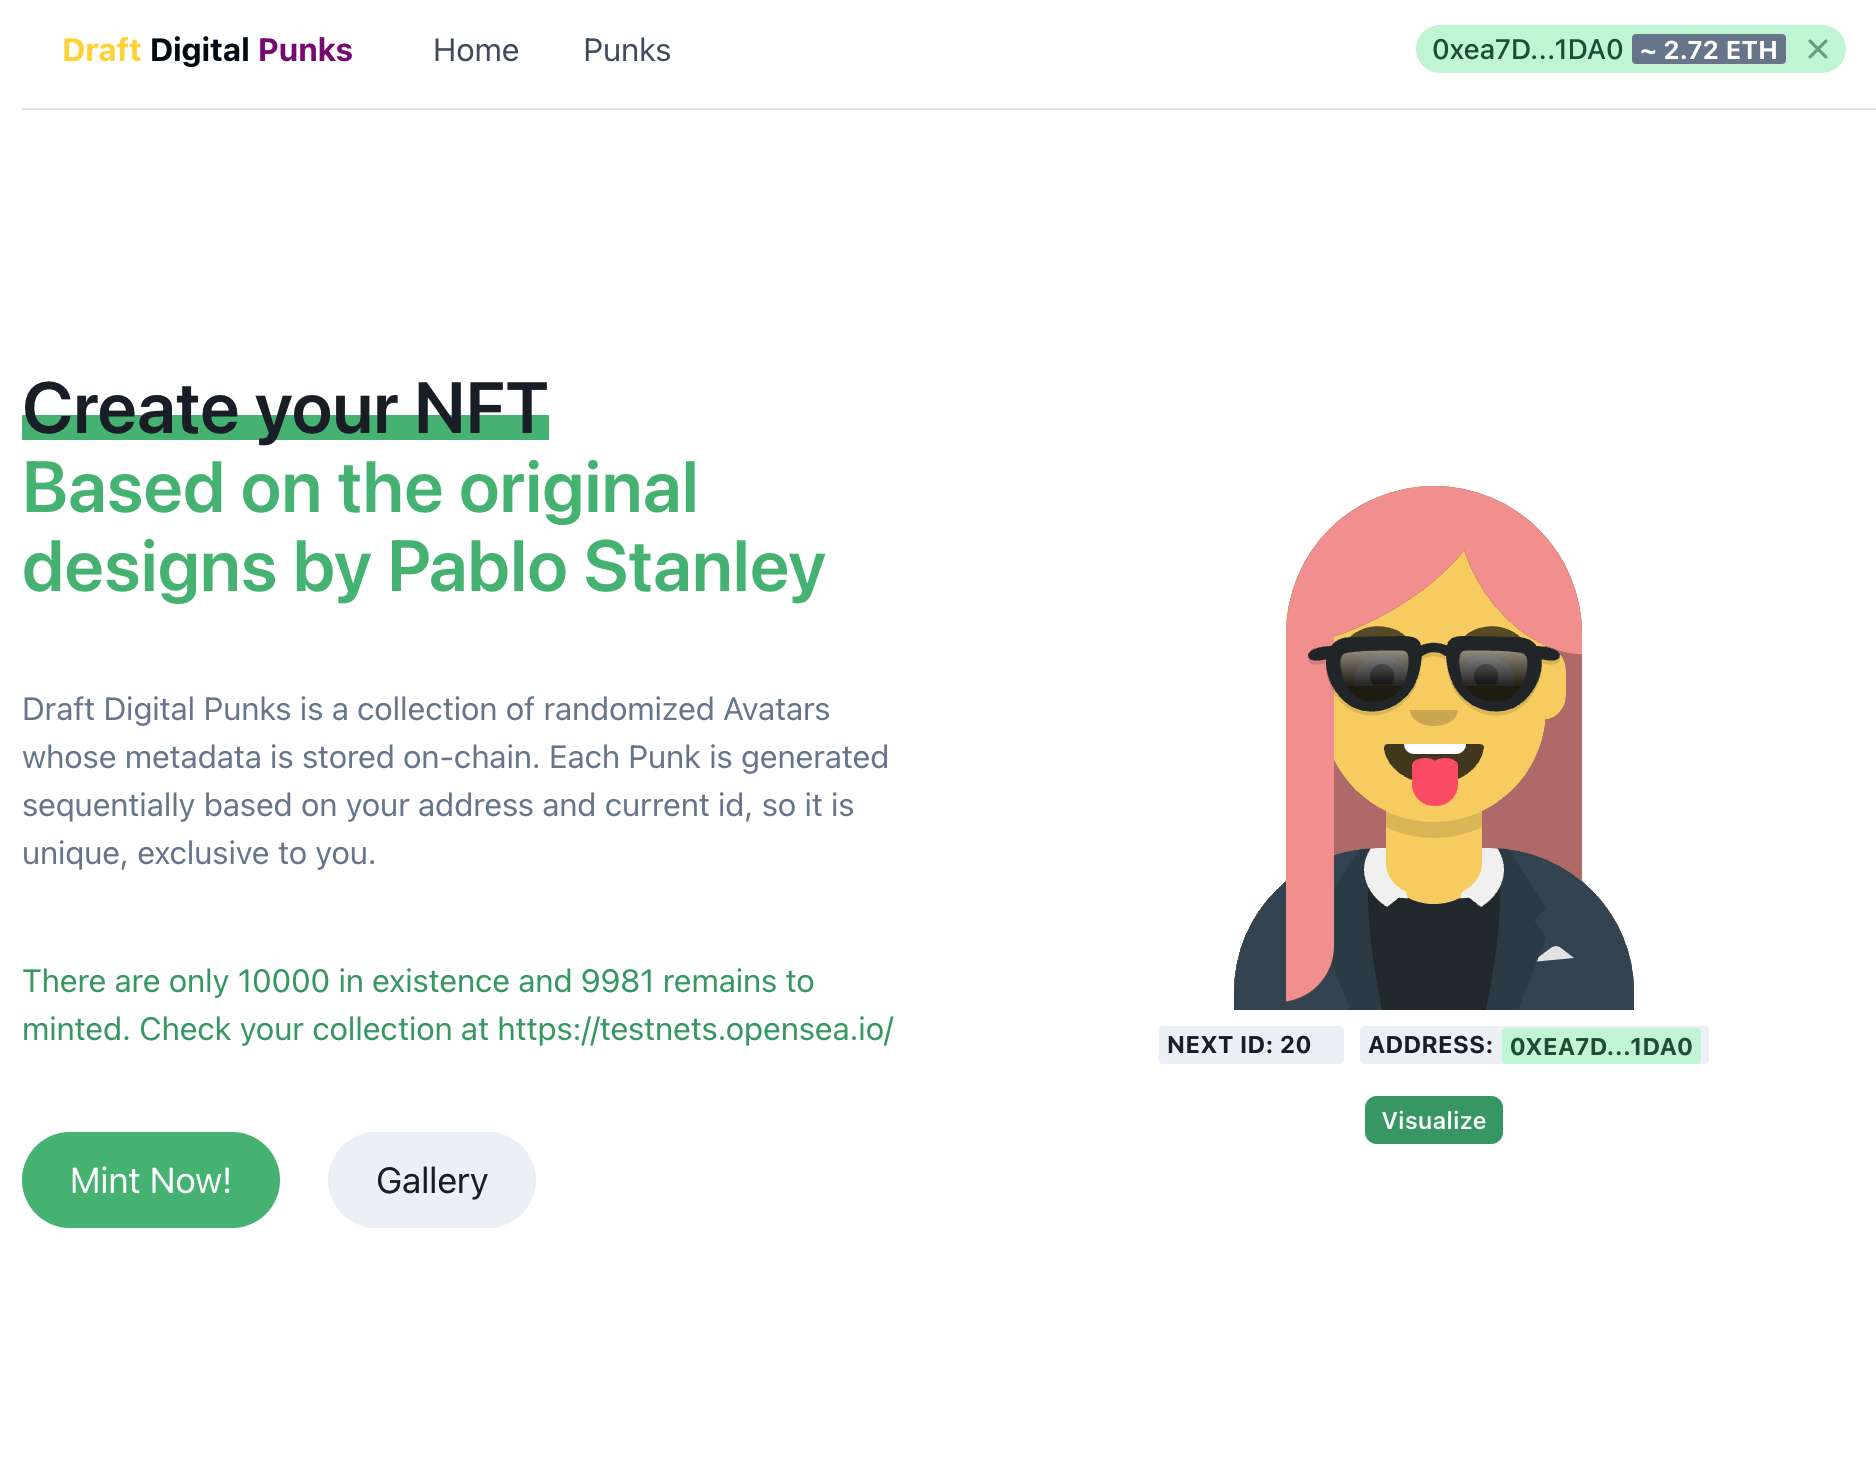 Draft Digital Punks Home Punks 0xea7D...1DA0 ~ 2.72 ETH
Create your NFT
Based on the original
designs by Pablo Stanley
Draft Digital Punks is a collection of randomized Avatars
whose metadata is stored on-chain. Each Punk is generated
sequentially based on your address and current id, so it is
unique, exclusive to you.
There are only 10000 in existence and 9981 remains to
minted. Check your collection at https://testnets.opensea.io/
Mint Now! Gallery
NEXT ID: 20 ADDRESS: 0XEA7D...1DA0
Visualize